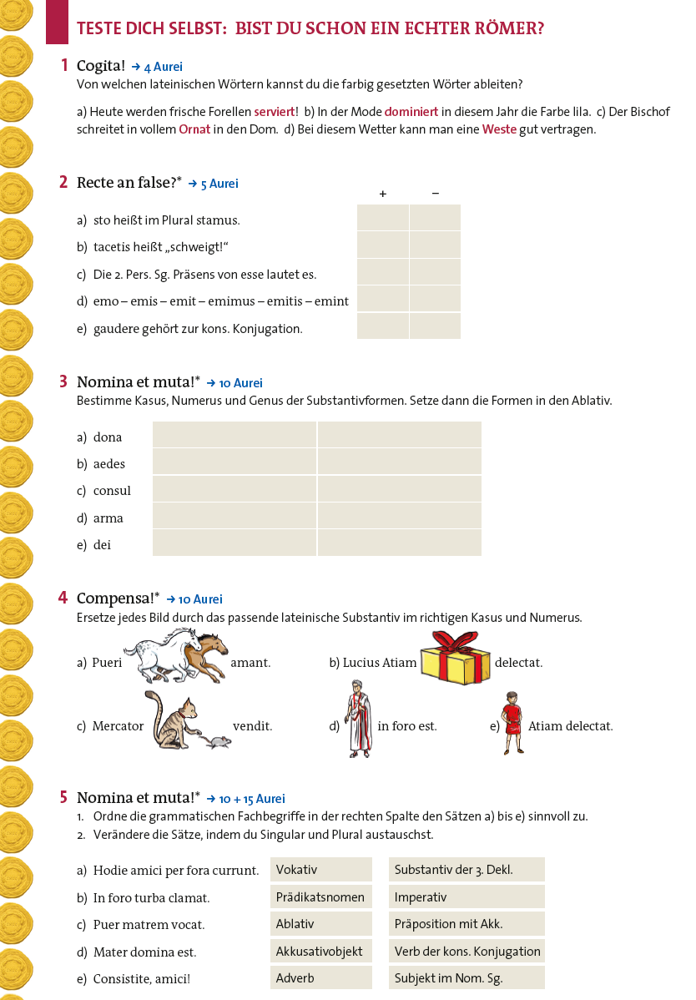 TESTE DICH SELBST: BIST DU SCHON EIN ECHTER RÖMER?
1 Cogita! → 4 Aurei
Von welchen lateinischen Wörtern kannst du die farbig gesetzten Wörter ableiten?
a) Heute werden frische Forellen serviert! b) In der Mode dominiert in diesem Jahr die Farbe lila. c) Der Bischof
schreitet in vollem Ornat in den Dom. d) Bei diesem Wetter kann man eine Weste gut vertragen.
2 Recte an false?* → 5 Aurei
+ –
a) sto heißt im Plural stamus.
b) tacetis heißt „schweigt!“
c) Die 2. Pers. Sg. Präsens von esse lautet es.
d) emo – emis – emit – emimus – emitis – emint
e) gaudere gehört zur kons. Konjugation.
3 Nomina et muta!* → 10 Aurei
Bestimme Kasus, Numerus und Genus der Substantivformen. Setze dann die Formen in den Ablativ.
a) dona
b) aedes
c) consul
d) arma
e) dei
4 Compensa!* → 10 Aurei
Ersetze jedes Bild durch das passende lateinische Substantiv im richtigen Kasus und Numerus.
a) Pueri amant. b) Lucius Atiam delectat.
c) Mercator vendit. d) in foro est. e) Atiam delectat.
5 Nomina et muta!* → 10 + 15 Aurei
1. Ordne die grammatischen Fachbegriffe in der rechten Spalte den Sätzen a) bis e) sinnvoll zu.
2. Verändere die Sätze, indem du Singular und Plural austauschst.
a) Hodie amici per fora currunt. Vokativ Substantiv der 3. Dekl.
b) In foro turba clamat. Prädikatsnomen Imperativ
c) Puer matrem vocat. Ablativ Präposition mit Akk.
d) Mater domina est. Akkusativobjekt Verb der kons. Konjugation
e) Consistite, amici! Adverb Subjekt im Nom. Sg.